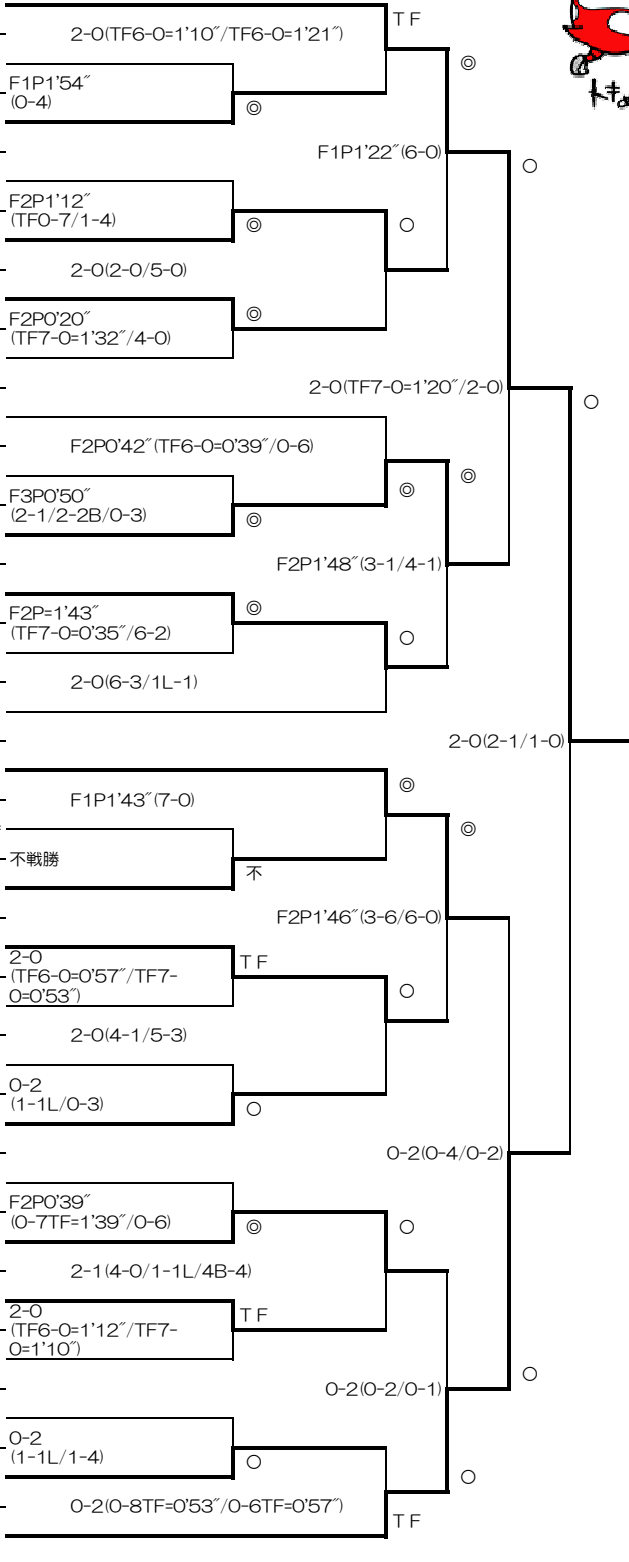 TF
2-0(TF6-0=1'10″/TF6-0=1'21″)
◎
F1P1'54″
(0-4)
◎
F1P1'22″(6-0)
○
F2P1'12″
(TF0-7/1-4)
◎
○
2-0(2-0/5-0)
F2P0'20″
(TF7-0=1'32″/4-0)
◎
2-0(TF7-0=1'20″/2-0)
○
F2P0'42″(TF6-0=0'39″/0-6)
◎
F3P0'50″
(2-1/2-2B/0-3)
◎
◎
F2P1'48″(3-1/4-1)
F2P=1'43″
(TF7-0=0'35″/6-2)
◎
○
2-0(6-3/1L-1)
2-0(2-1/1-0)
F1P1'43″(7-0)
◎
◎
不戦勝
不
F2P1'46″(3-6/6-0)
2-0
(TF6-0=0'57″/TF7-
0=0'53″)
TF
○
2-0(4-1/5-3)
0-2
(1-1L/0-3)
○
0-2(0-4/0-2)
F2P0'39″
(0-7TF=1'39″/0-6)
◎
○
2-1(4-0/1-1L/4B-4)
2-0
(TF6-0=1'12″/TF7-
0=1'10″)
TF
0-2(0-2/0-1)
○
0-2
(1-1L/1-4)
○
○
0-2(0-8TF=0'53″/0-6TF=0'57″)
TF